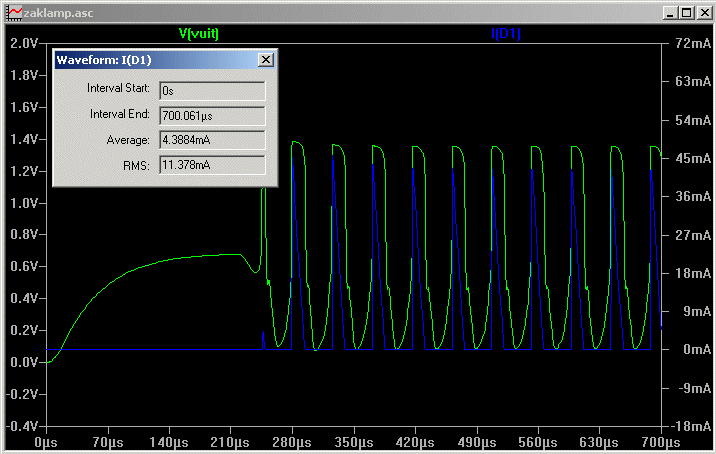 zaklamp.asc
V(vuit) I(D1)
2.0V 72mA
Waveform: I(D1)
1.8V 63mA
Interval Start: 0s
1.6V 54mA
Interval End: 700.061µs
1.4V 45mA
Average: 4.3884mA
1.2V 36mA
RMS: 11.378mA
1.0V
0.8V 27mA
0.6V 18mA
0.4V
0.2V 9mA
0.0V 0mA
-0.2V -9mA
-0.4V -18mA
0µs 70µs 140µs 210µs 280µs 350µs 420µs 490µs 560µs 630µs 700µs